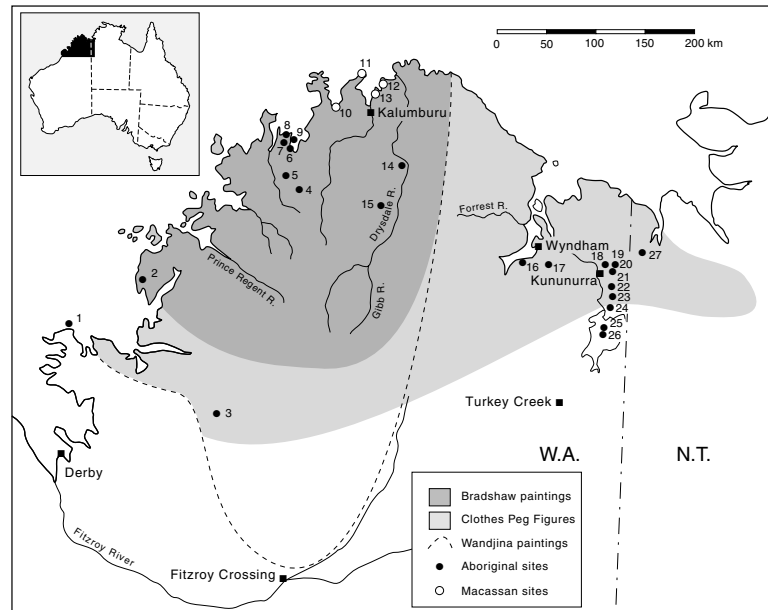 0 50 100 150 200 km
11
12
13
10
Kalumburu
8
9
7
6
5
4
14
15
Drysdale R.
Forrest R.
Prince Regent R.
Gibb R.
Wyndham
16
17
Kununurra
18
19
20
21
22
23
24
25
26
27
2
1
3
Turkey Creek
W.A.
N.T.
Derby
Fitzroy River
Fitzroy Crossing
Bradshaw paintings
Clothes Peg Figures
Wandjina paintings
Aboriginal sites
Macassan sites